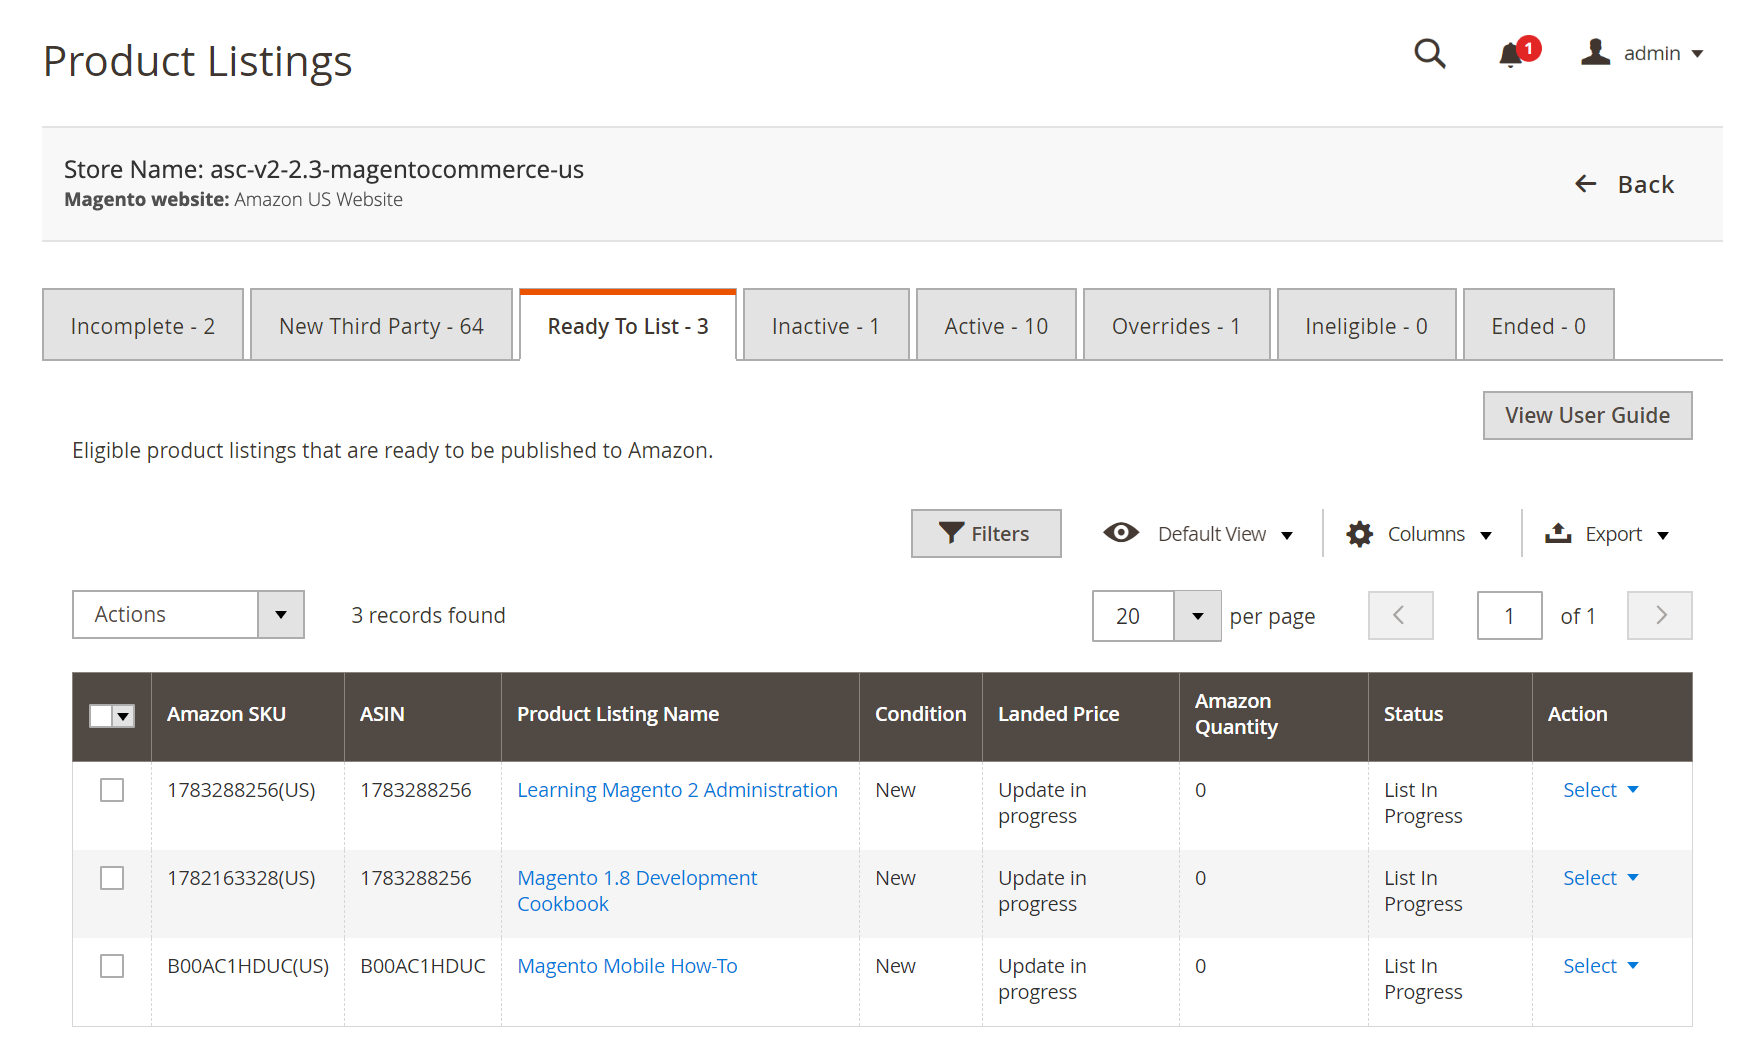 Product Listings
1
admin
Store Name: asc-v2-2.3-magentocommerce-us
Magento website: Amazon US Website
Back
Incomplete - 2
New Third Party - 64
Ready To List - 3
Inactive - 1
Active - 10
Overrides - 1
Ineligible - 0
Ended - 0
View User Guide
Eligible product listings that are ready to be published to Amazon.
Filters
Default View
Columns
Export
Actions
3 records found
20
per page
1
of 1
Amazon SKU
ASIN
Product Listing Name
Condition
Landed Price
Amazon
Quantity
Status
Action
1783288256(US)
1783288256
Learning Magento 2 Administration
New
Update in
progress
0
List In
Progress
Select
1782163328(US)
1783288256
Magento 1.8 Development
Cookbook
New
Update in
progress
0
List In
Progress
Select
B00AC1HDUC(US)
B00AC1HDUC
Magento Mobile How-To
New
Update in
progress
0
List In
Progress
Select